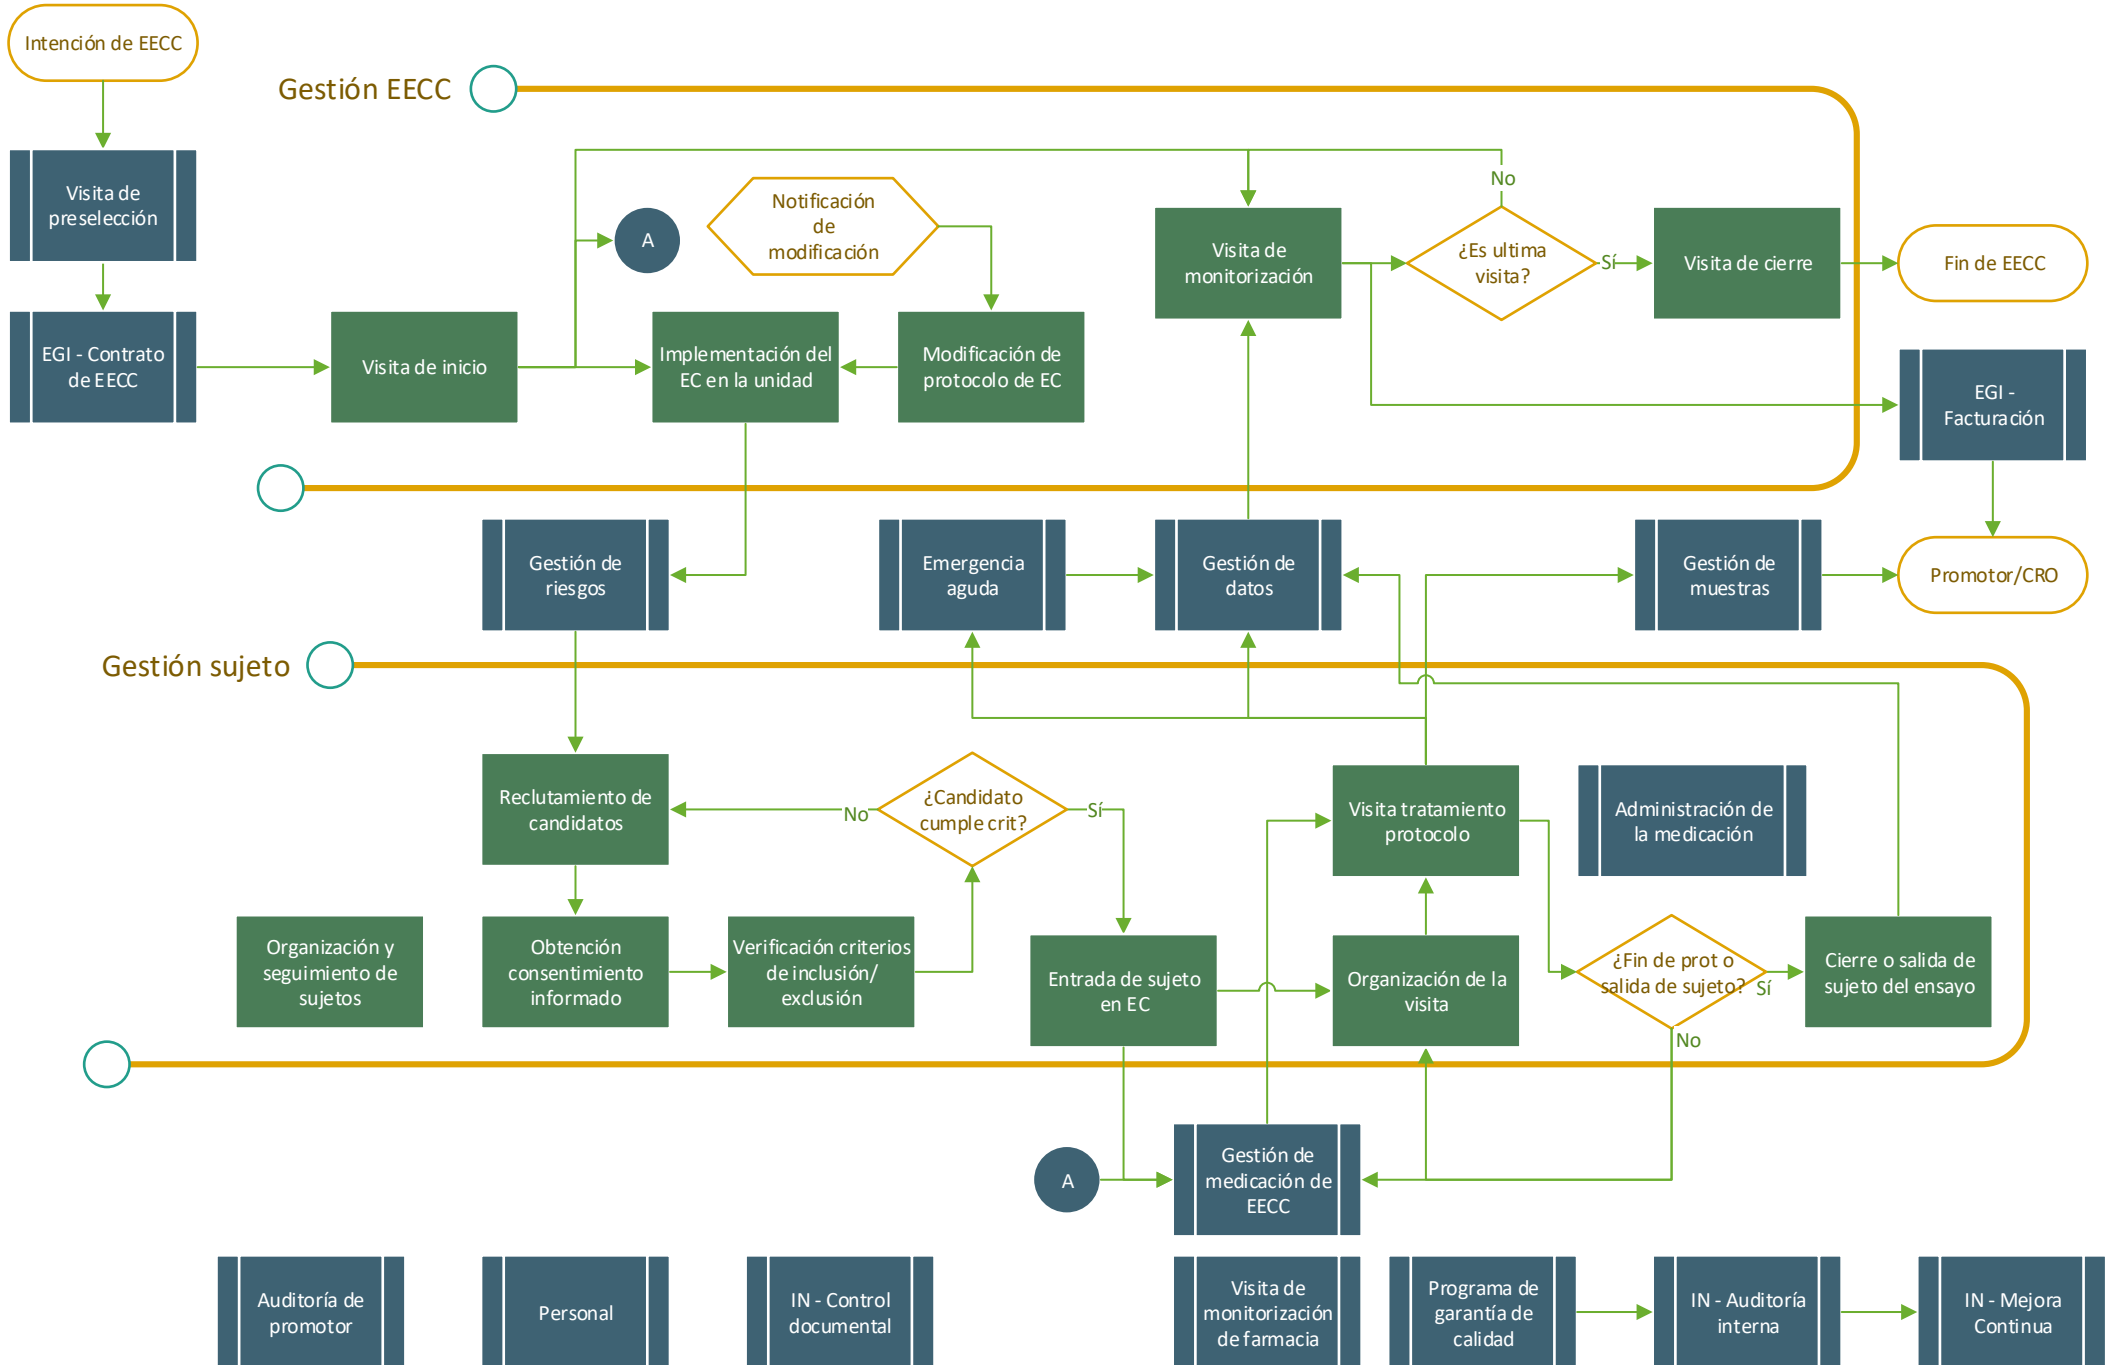 Intención de EECC
Gestión EECC
Visita de
preselección
A
Notificación
de
modificación
Visita de
monitorización
¿Es ultima
visita?
No
Sí
Visita de cierre
Fin de EECC
EGI - Contrato
de EECC
Visita de inicio
Implementación del
EC en la unidad
Modificación de
protocolo de EC
EGI -
Facturación
Gestión de
riesgos
Emergencia
aguda
Gestión de
datos
Gestión de
muestras
Promotor/CRO
Gestión sujeto
Reclutamiento de
candidatos
No
¿Candidato
cumple crit?
Sí
Visita tratamiento
protocolo
Administración de
la medicación
Organización y
seguimiento de
sujetos
Obtención
consentimiento
informado
Verificación criterios
de inclusión/
exclusión
Entrada de sujeto
en EC
Organización de la
visita
¿Fin de prot o
salida de sujeto?
Sí
No
Cierre o salida de
sujeto del ensayo
A
Gestión de
medicación de
EECC
Auditoría de
promotor
Personal
IN - Control
documental
Visita de
monitorización
de farmacia
Programa de
garantía de
calidad
IN - Auditoría
interna
IN - Mejora
Continua